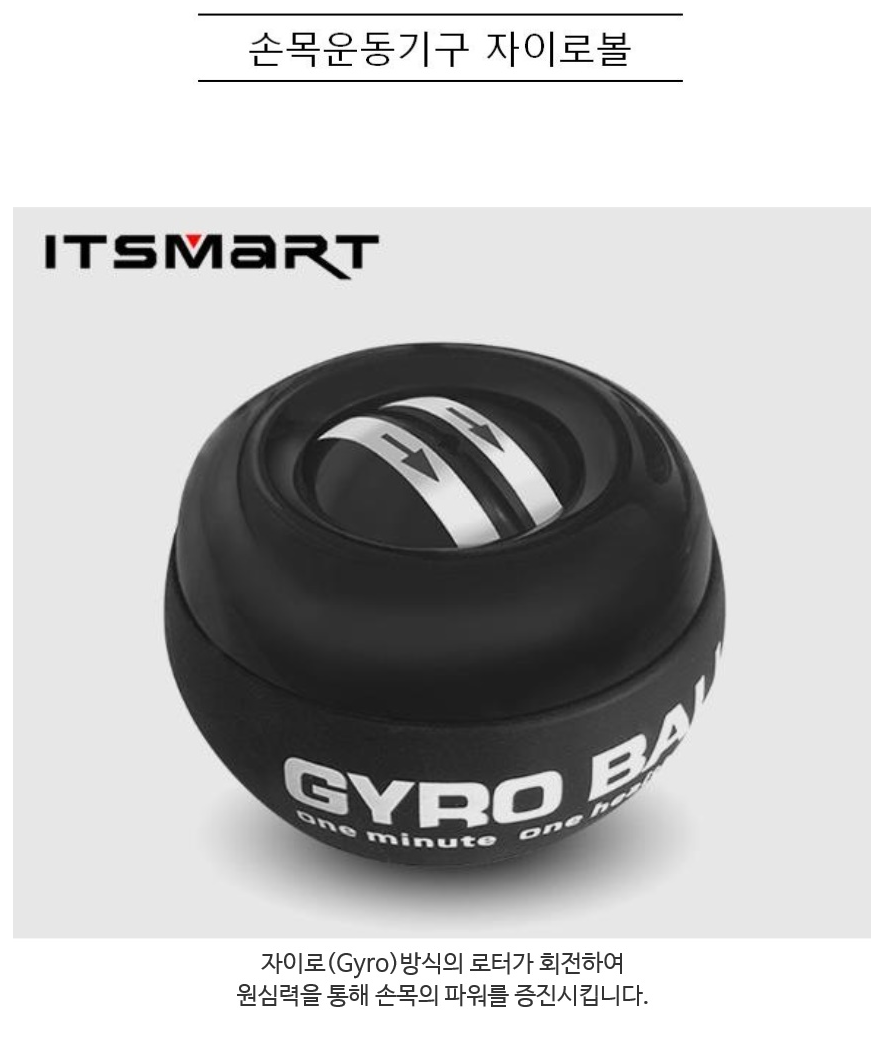 손목운동기구 자이로볼
ITSMART
GYRO BALL
one minute one
자이로(Gyro)방식의 로터가 회전하여
원심력을 통해 손목의 파워를 증진시킵니다.